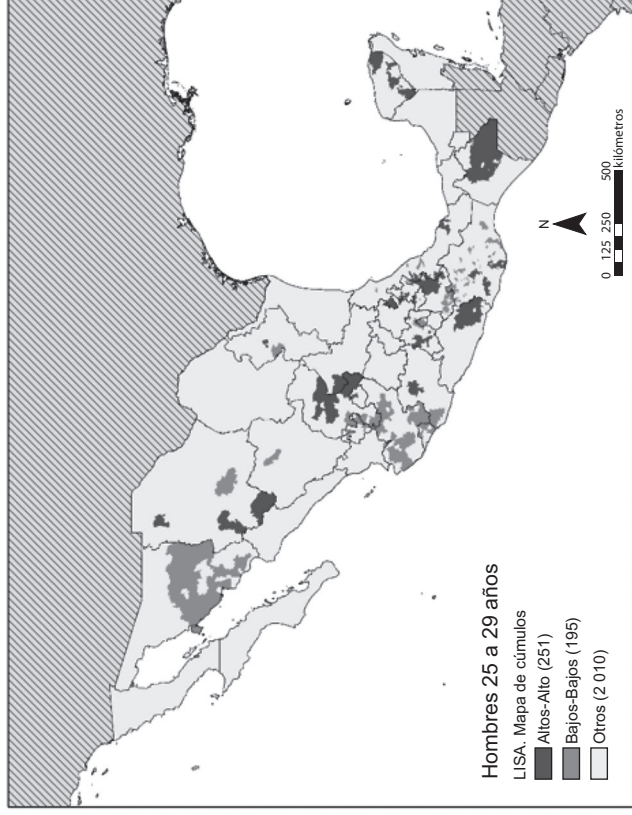 Hombres 25 a 29 años
LISA. Mapa de cúmulos
Altos-Alto (251)
Bajos-Bajos (195)
Otros (2 010)
N
0 125 250 500
kilómetros